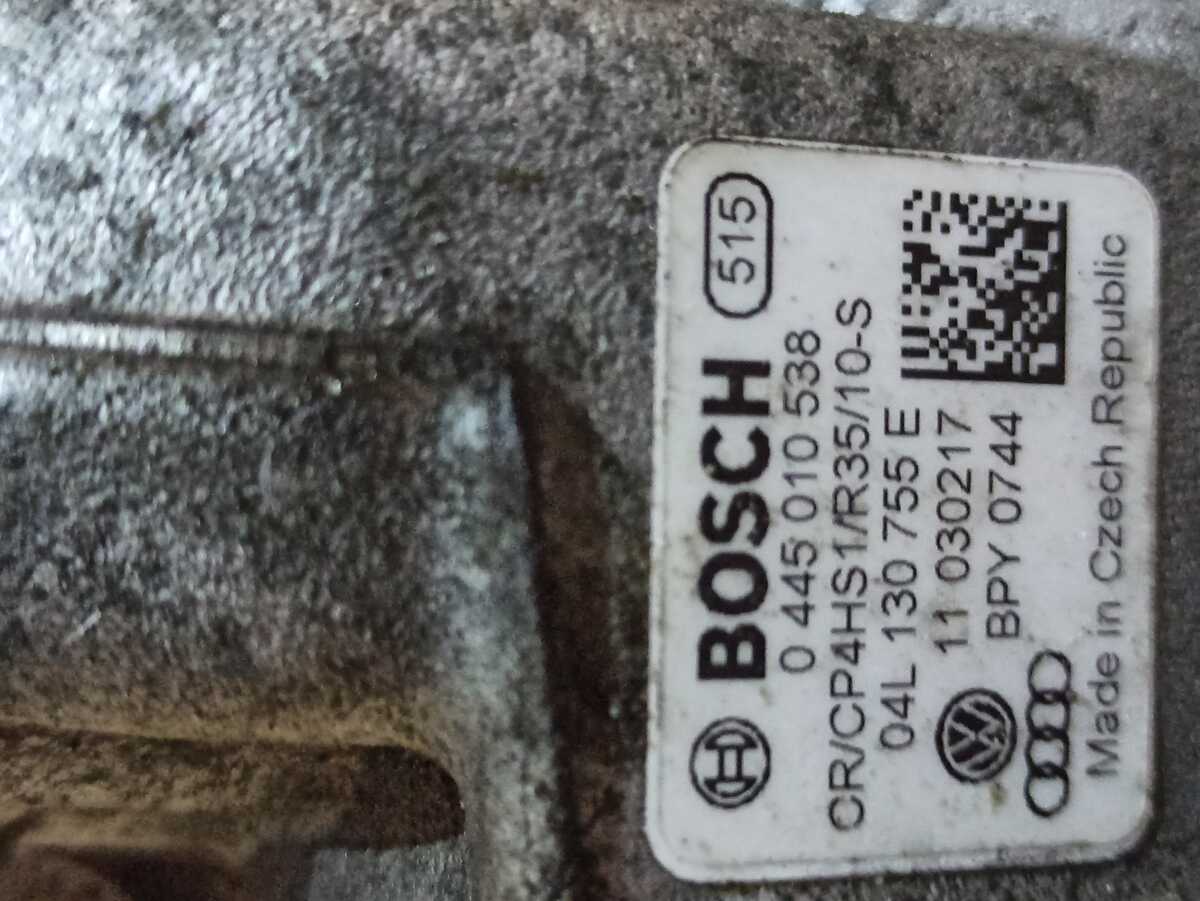 BOSCH 515
0 445 010 538
CR/CP4HS1/R35/10-S
04L 130 755 E
11 030217
BPY 0744
Made in Czech Republic